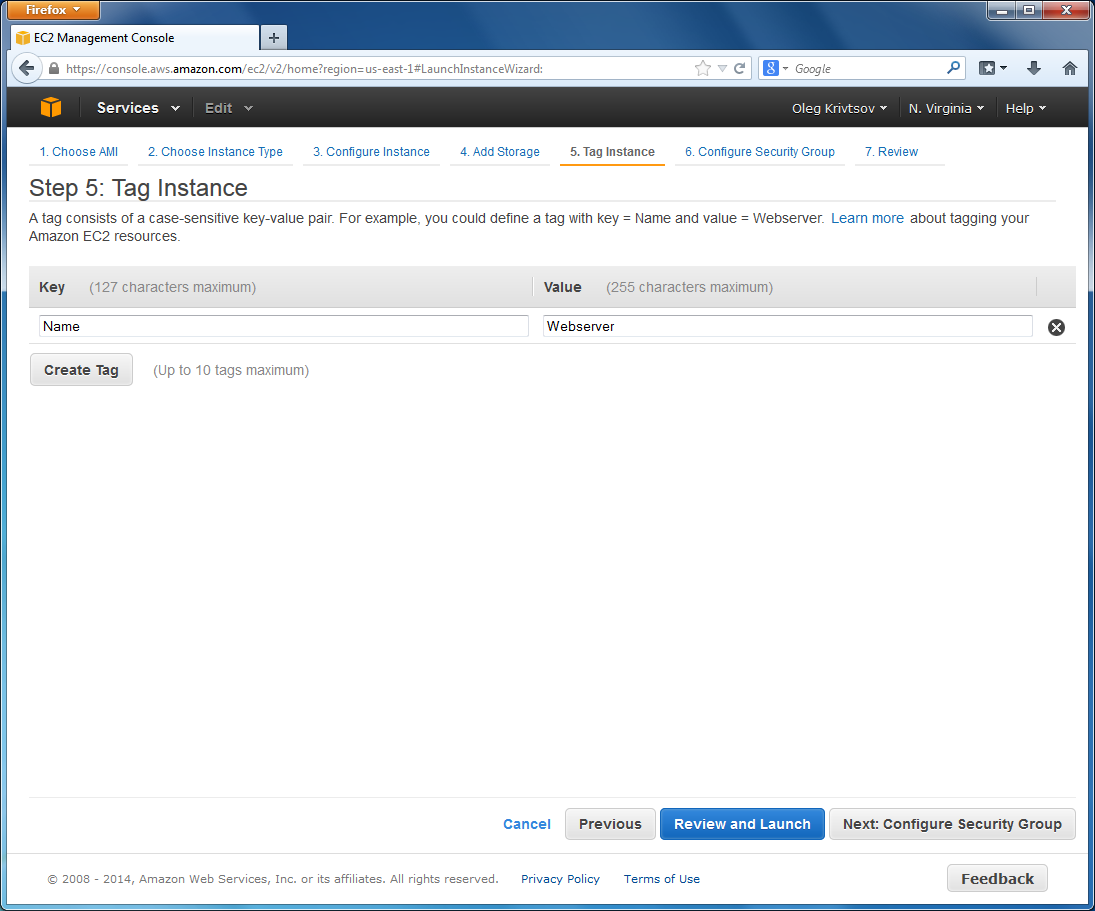 Firefox
EC2 Management Console
https://console.aws.amazon.com/ec2/v2/home?region=us-east-1#LaunchInstanceWizard:
8 Google
Services Edit Oleg Krivtsov N. Virginia Help
1. Choose AMI 2. Choose Instance Type 3. Configure Instance 4. Add Storage 5. Tag Instance 6. Configure Security Group 7. Review
Step 5: Tag Instance
A tag consists of a case-sensitive key-value pair. For example, you could define a tag with key = Name and value = Webserver. Learn more about tagging your
Amazon EC2 resources.
Key (127 characters maximum) Value (255 characters maximum)
Name Webserver
Create Tag (Up to 10 tags maximum)
Cancel Previous Review and Launch Next: Configure Security Group
© 2008 - 2014, Amazon Web Services, Inc. or its affiliates. All rights reserved. Privacy Policy Terms of Use Feedback